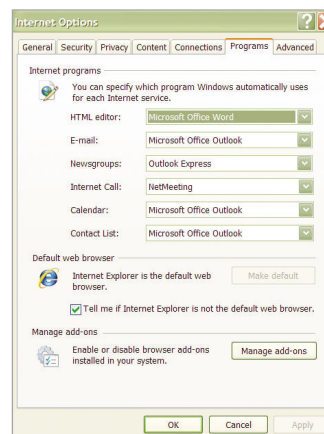 Internet Options
General Security Privacy Content Connections Programs Advanced
Internet programs
You can specify which program Windows automatically uses
for each Internet service.
HTML editor: Microsoft Office Word
E-mail: Microsoft Office Outlook
Newsgroups: Outlook Express
Internet Call: NetMeeting
Calendar: Microsoft Office Outlook
Contact List: Microsoft Office Outlook
Default web browser
Internet Explorer is the default web
browser.
Make default
Tell me if Internet Explorer is not the default web browser.
Manage add-ons
Enable or disable browser add-ons
installed in your system.
Manage add-ons
OK Cancel Apply